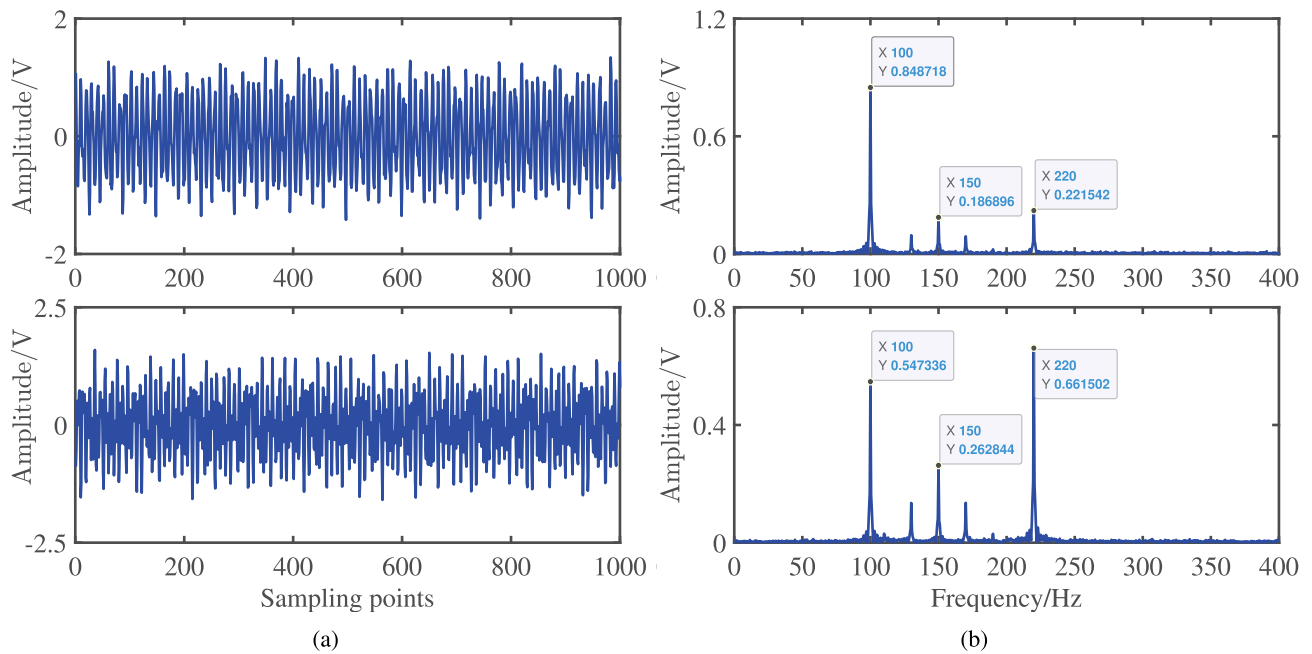 2
0
-2
Amplitude/V
0
200
400
600
800
1000
1.2
0.6
0
Amplitude/V
X 100
Y 0.848718
X 150
Y 0.186896
X 220
Y 0.221542
0
50
100
150
200
250
300
350
400
2.5
0
-2.5
Amplitude/V
0
200
400
600
800
1000
Sampling points
(a)
0.8
0.4
0
Amplitude/V
X 100
Y 0.547336
X 150
Y 0.262844
X 220
Y 0.661502
0
50
100
150
200
250
300
350
400
Frequency/Hz
(b)